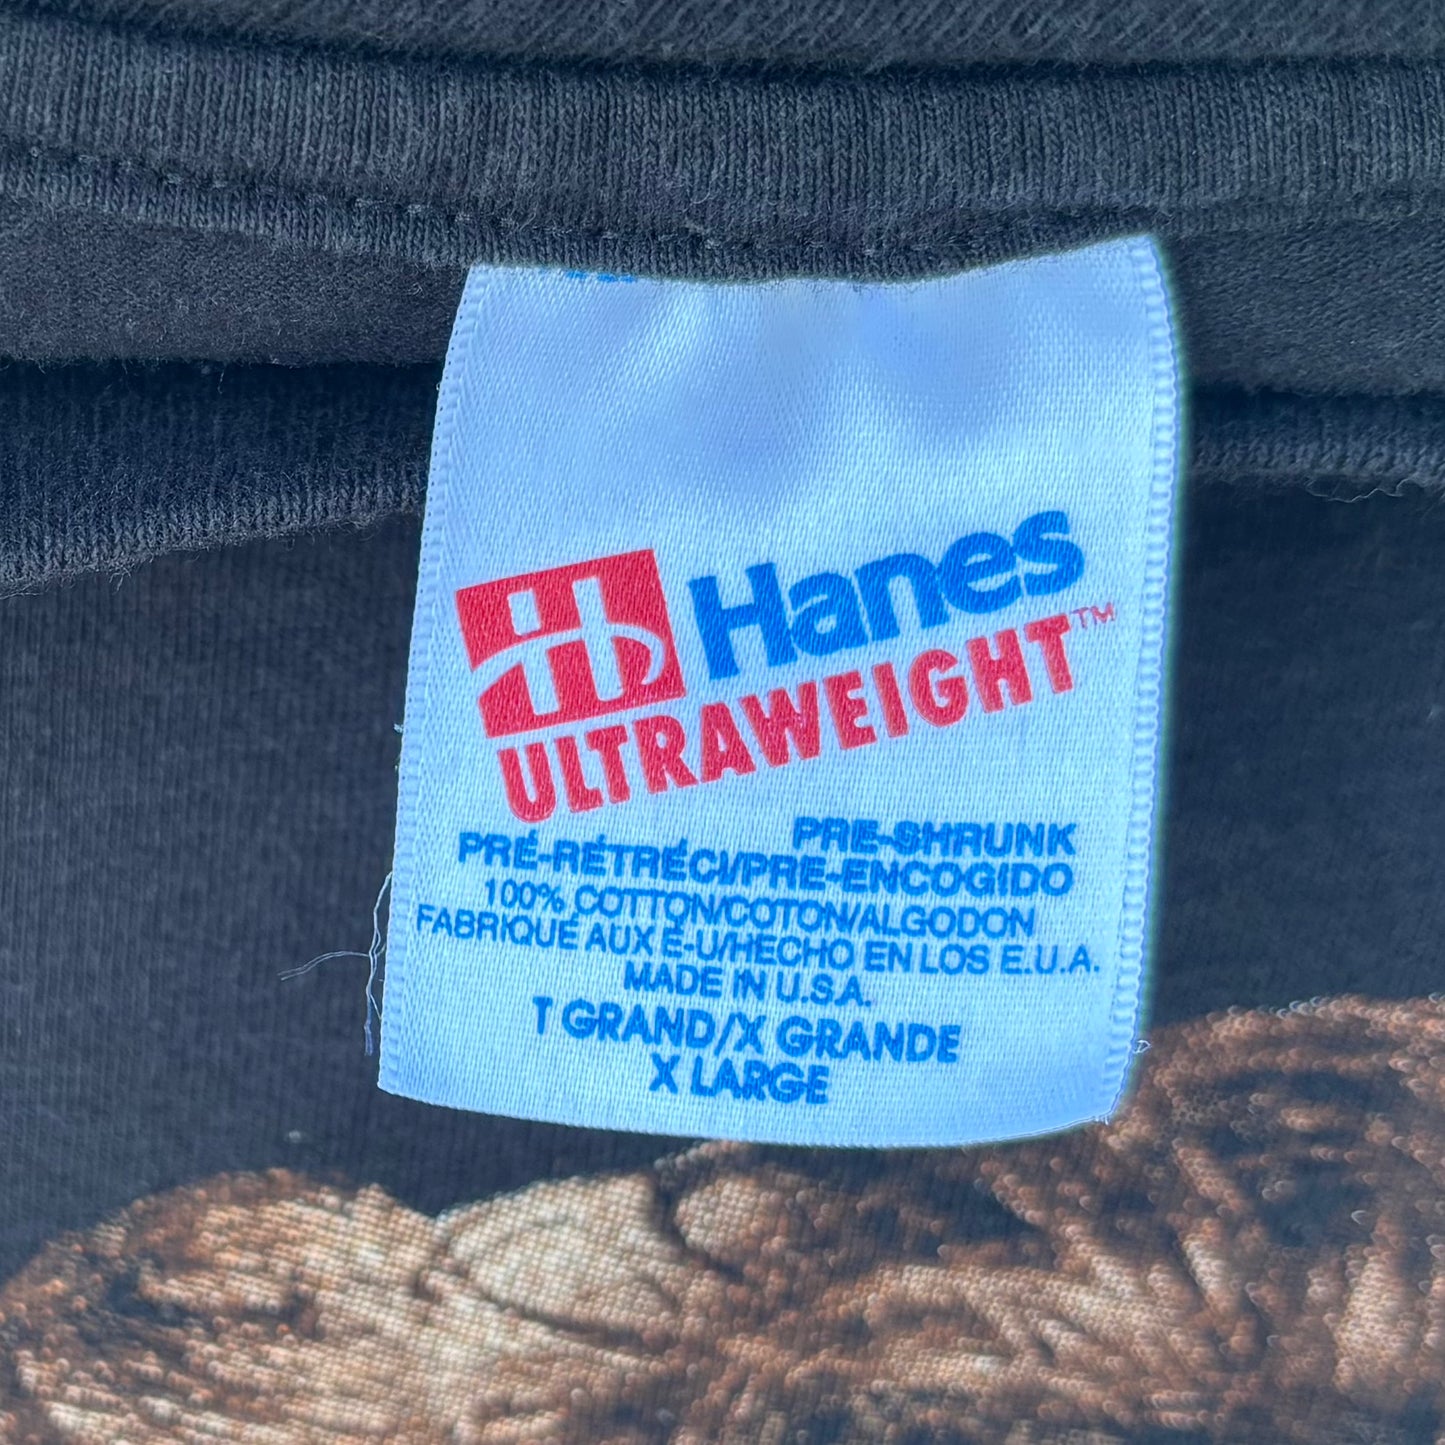 Hanes
ULTRAWEIGHT™
PRE-SHRUNK
PRÉ-RÉTRÉCI/PRE-ENCOGIDO
100% COTTON/COTON/ALGODON
FABRIQUÉ AUX É-U/HECHO EN LOS E.U.A.
MADE IN U.S.A.
T GRAND/X GRANDE
X LARGE